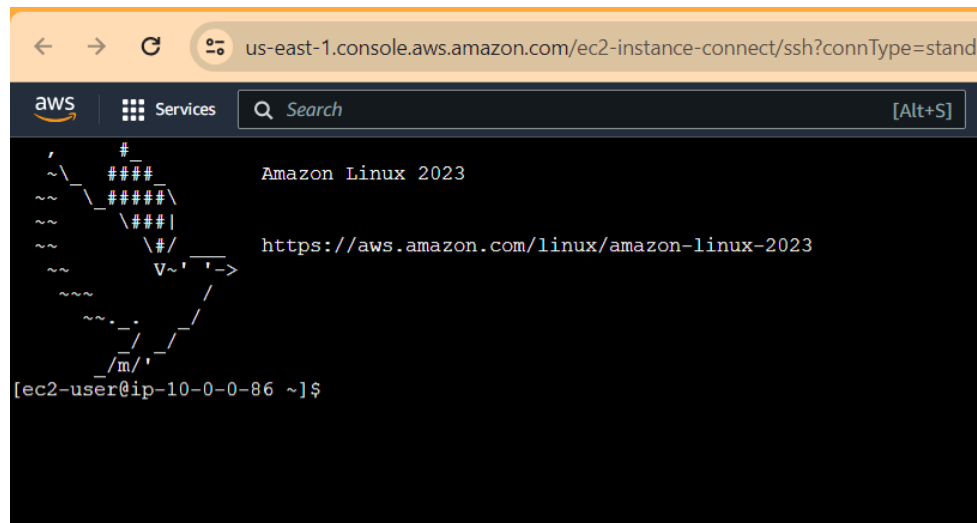 us-east-1.console.aws.amazon.com/ec2-instance-connect/ssh?connType=stand
aws Services Search [Alt+S]
   ,     #_
   ~\_  ####_        Amazon Linux 2023
  ~~  \_#####\
  ~~     \###|
  ~~       \#/ ___   https://aws.amazon.com/linux/amazon-linux-2023
   ~~       V~' '->
    ~~~         /
      ~~._.   _/
         _/ _/
       _/m/'
[ec2-user@ip-10-0-0-86 ~]$